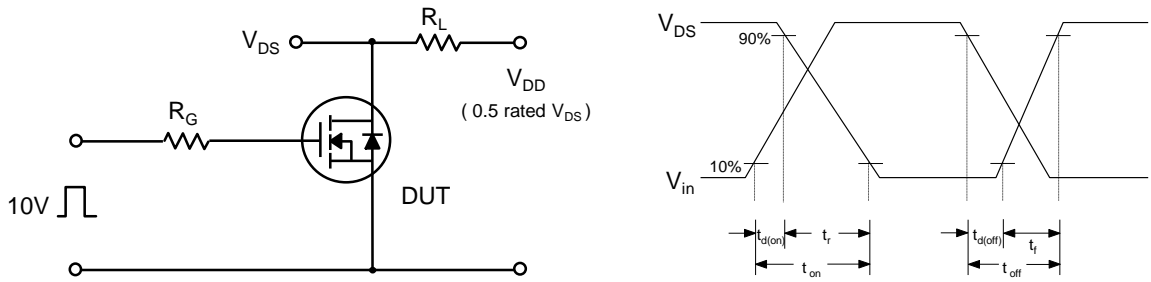 R_L
V_DS
V_DD
( 0.5 rated V_DS )
R_G
10V
DUT
V_DS
90%
10%
V_in
t_d(on) t_r t_d(off) t_f
t_on t_off